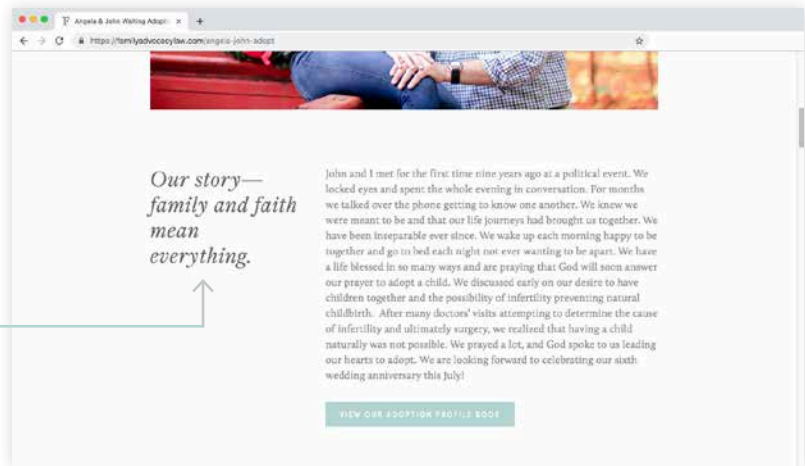 Angela & John Waiting Adopti
https://familyadvocacylaw.com/angela-john-adopt
Our story—
family and faith
mean
everything.
John and I met for the first time nine years ago at a political event. We
locked eyes and spent the whole evening in conversation. For months
we talked over the phone getting to know one another. We knew we
were meant to be and that our life journeys had brought us together. We
have been inseparable ever since. We wake up each morning happy to be
together and go to bed each night not ever wanting to be apart. We have
a life blessed in so many ways and are praying that God will soon answer
our prayer to adopt a child. We discussed early on our desire to have
children together and the possibility of infertility preventing natural
childbirth. After many doctors' visits attempting to determine the cause
of infertility and ultimately surgery, we realized that having a child
naturally was not possible. We prayed a lot, and God spoke to us leading
our hearts to adopt. We are looking forward to celebrating our sixth
wedding anniversary this July!
VIEW OUR ADOPTION PROFILE BOOK